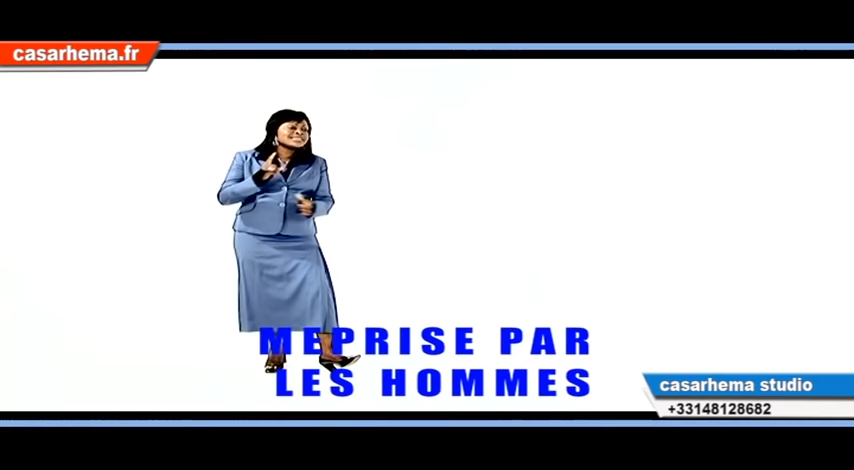 casarhema.fr
MEPRISE PAR
LES HOMMES
casarhema studio
+33148128682